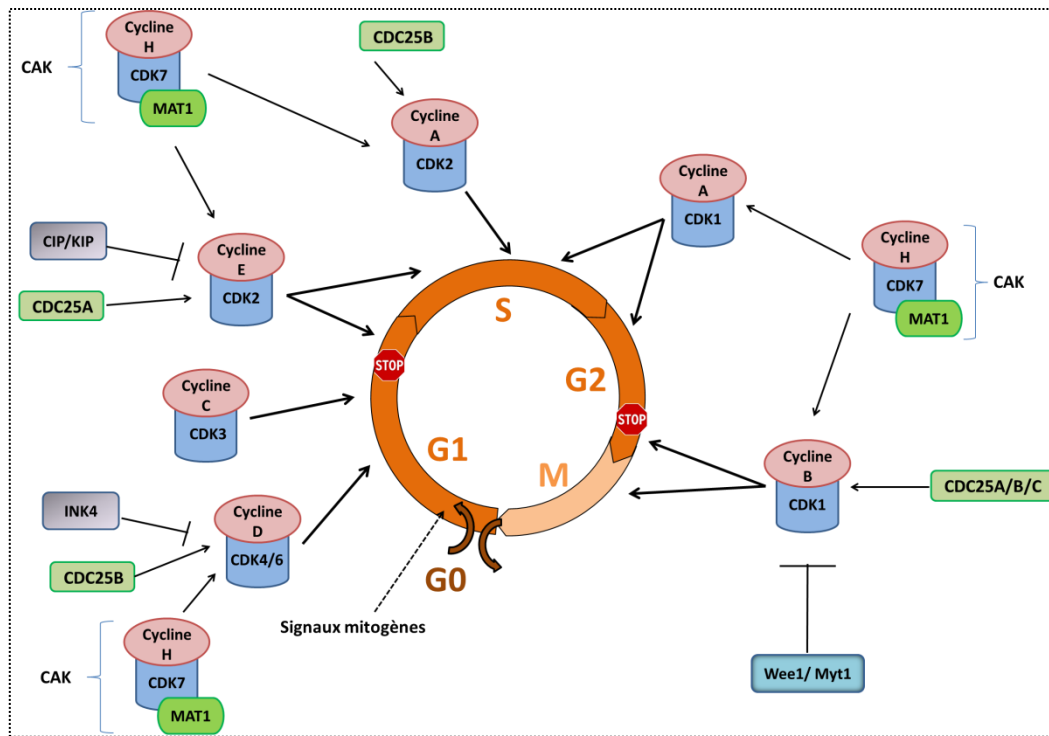 Cycline
H
CAK
CDK7
MAT1
CDC25B
Cycline
A
CDK2
Cycline
A
CDK1
Cycline
H
CDK7
MAT1
CAK
CIP/KIP
CDC25A
Cycline
E
CDK2
S
STOP
G2
STOP
Cycline
C
CDK3
G1
M
Cycline
B
CDK1
CDC25A/B/C
INK4
CDC25B
Cycline
D
CDK4/6
G0
Signaux mitogènes
Cycline
H
CAK
CDK7
MAT1
Wee1/ Myt1